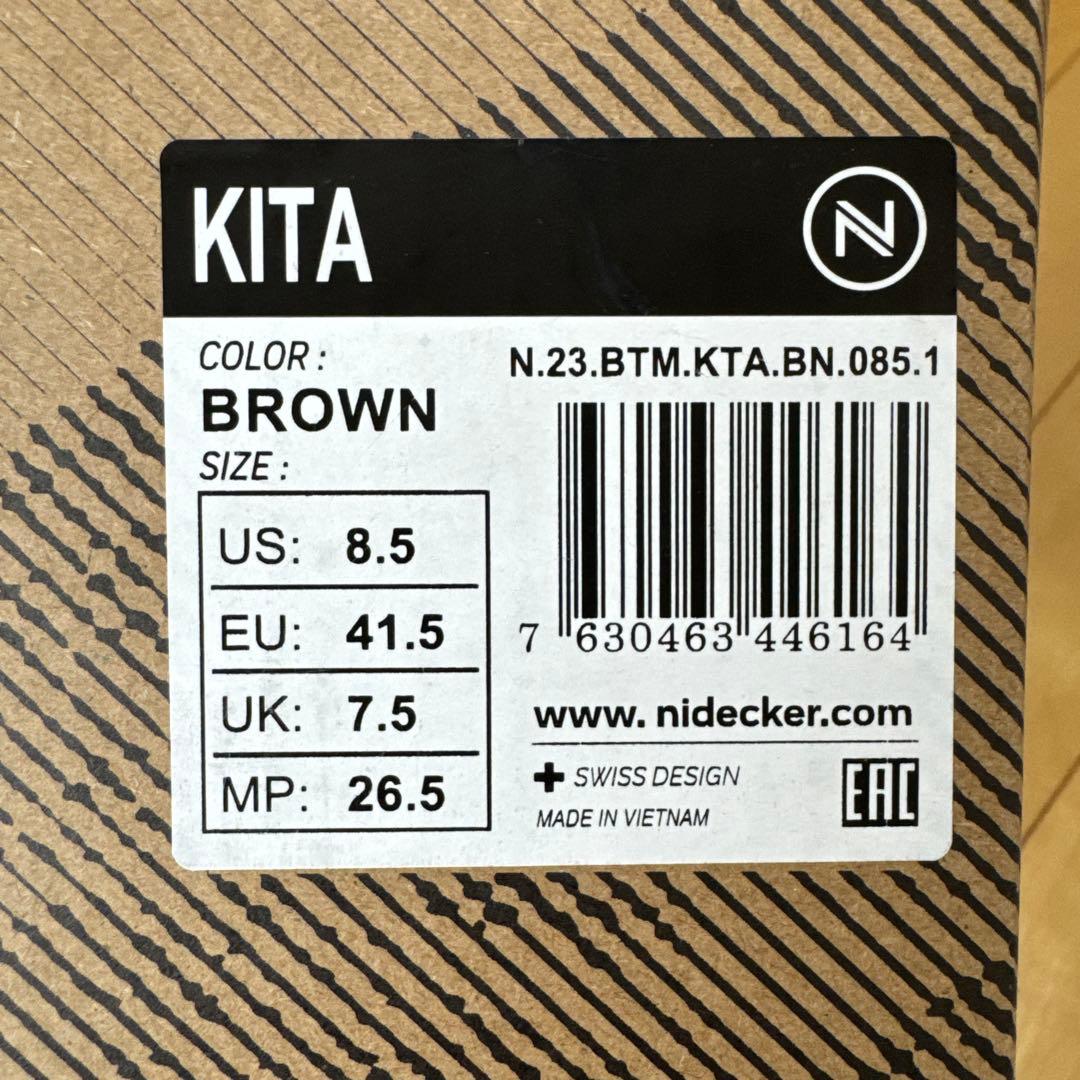 KITA
N
COLOR :
BROWN
SIZE :
US: 8.5
EU: 41.5
UK: 7.5
MP: 26.5
N.23.BTM.KTA.BN.085.1
7 630463 446164
www. nidecker.com
+ SWISS DESIGN
MADE IN VIETNAM
EAC